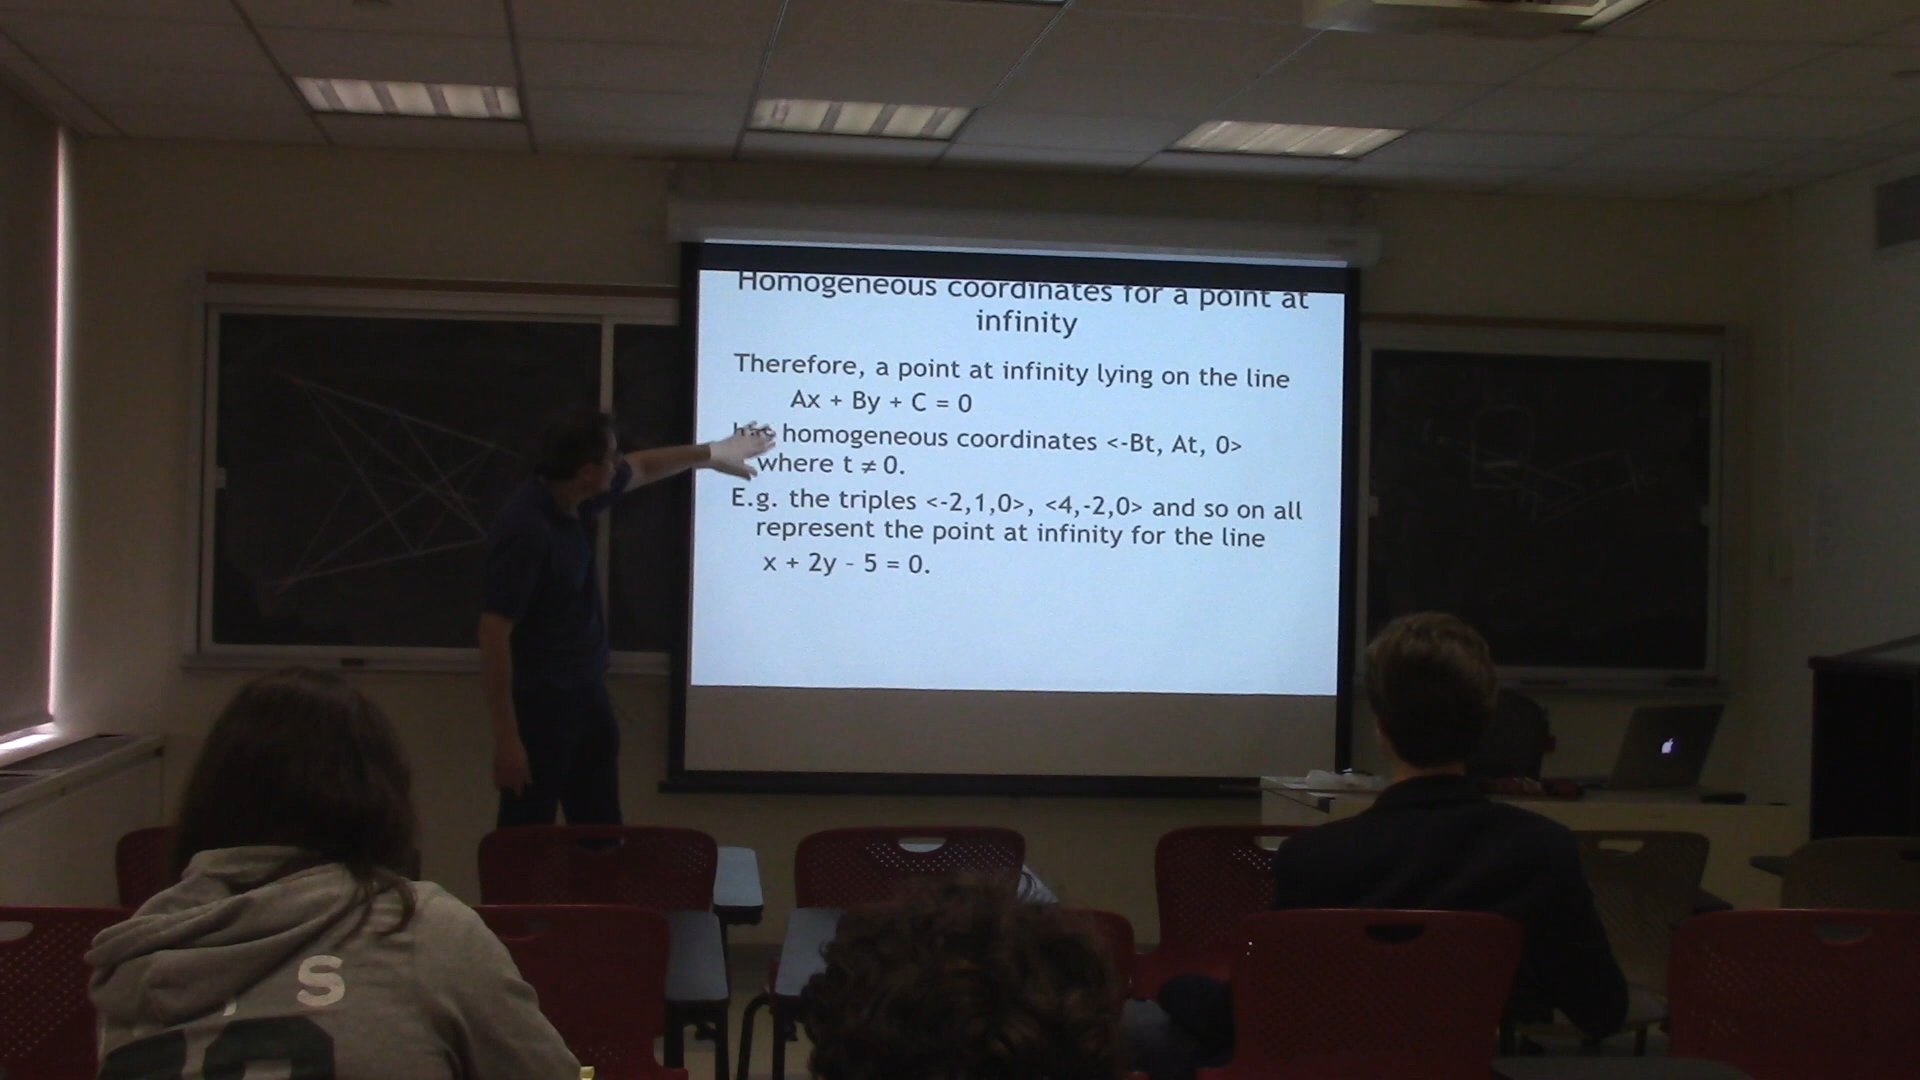 Homogeneous coordinates for a point at
infinity
Therefore, a point at infinity lying on the line
Ax + By + C = 0
has homogeneous coordinates <-Bt, At, 0>
where t ≠ 0.
E.g. the triples <-2,1,0>, <4,-2,0> and so on all
represent the point at infinity for the line
x + 2y - 5 = 0.
S